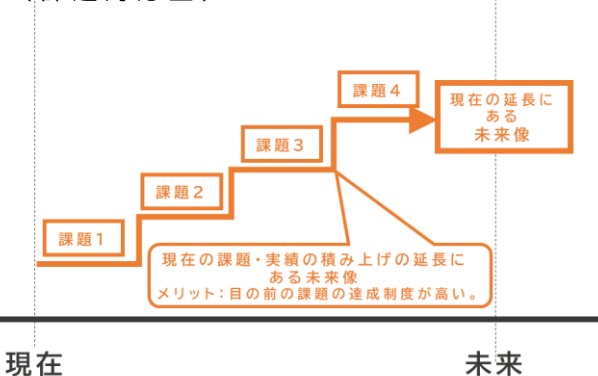 課題4
現在の延長に
ある
未来像
課題3
課題2
課題1
現在の課題・実績の積み上げの延長に
ある未来像
メリット：目の前の課題の達成制度が高い。
現在
未来